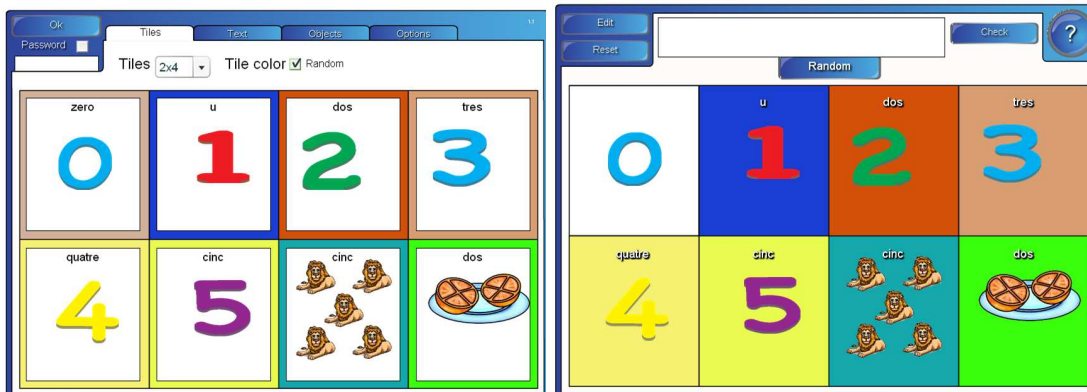 Ok
Tiles Text Objects Options
1.1
Password
Tiles 2x4 Tile color Random
zero u dos tres
0 1 2 3
quatre cinc cinc dos
4 5
Edit
Reset
Check
?
Random
u dos tres
0 1 2 3
quatre cinc cinc dos
4 5